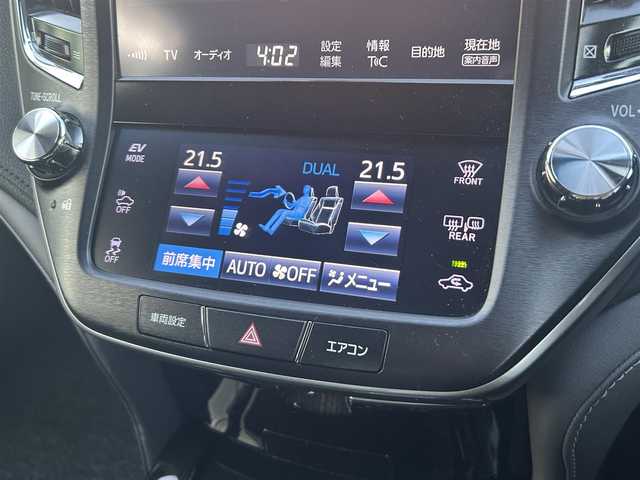 TV オーディオ 4:02 設定編集 情報T@C 目的地 現在地 案内音声
TUNE・SCROLL
VOL
EV MODE
21.5 DUAL 21.5
FRONT
OFF
REAR
OFF
前席集中 AUTO OFF メニュー
車両設定 エアコン